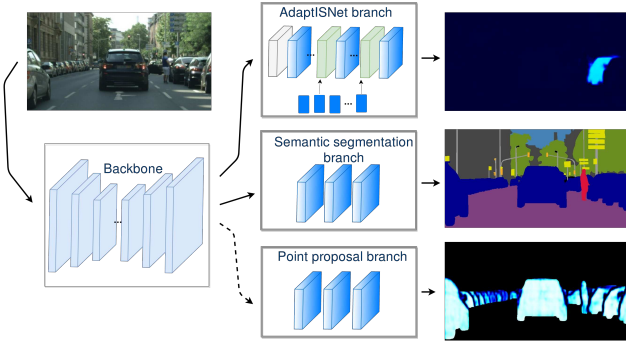 AdaptISNet branch
...
...
...
Semantic segmentation
branch
Backbone
...
Point proposal branch